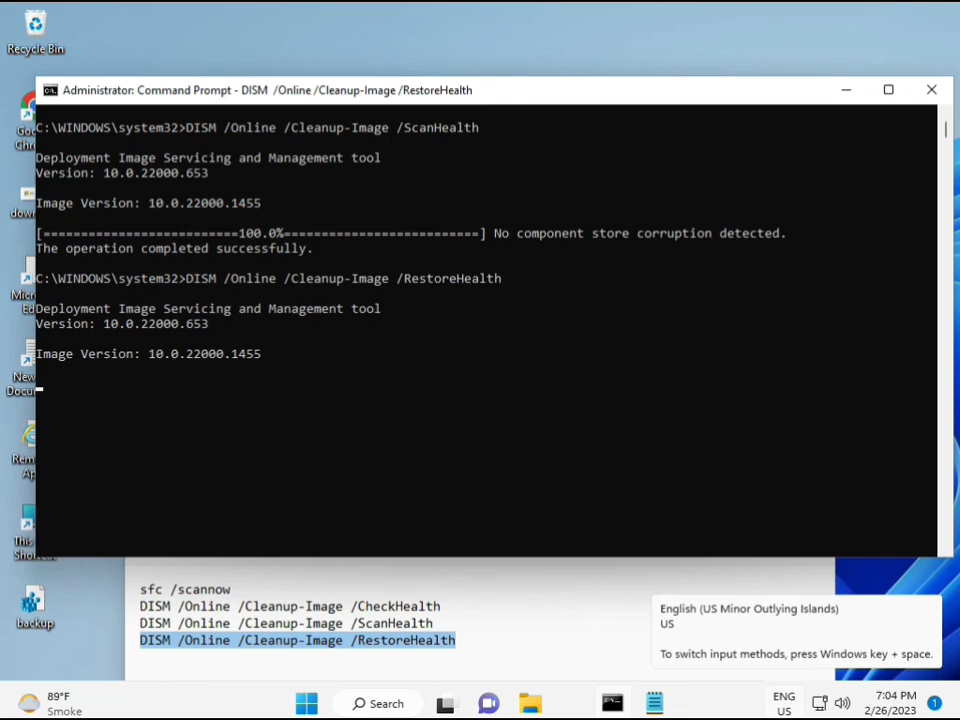 Recycle Bin
Administrator: Command Prompt - DISM  /Online /Cleanup-Image /RestoreHealth
C:\WINDOWS\system32>DISM /Online /Cleanup-Image /ScanHealth
Deployment Image Servicing and Management tool
Version: 10.0.22000.653
Image Version: 10.0.22000.1455
[==========================100.0%==========================] No component store corruption detected.
The operation completed successfully.
C:\WINDOWS\system32>DISM /Online /Cleanup-Image /RestoreHealth
Deployment Image Servicing and Management tool
Version: 10.0.22000.653
Image Version: 10.0.22000.1455
New
This
backup
sfc /scannow
DISM /Online /Cleanup-Image /CheckHealth
DISM /Online /Cleanup-Image /ScanHealth
DISM /Online /Cleanup-Image /RestoreHealth
English (US Minor Outlying Islands)
US
To switch input methods, press Windows key + space.
89°F
Smoke
Search
ENG
US
7:04 PM
2/26/2023
1